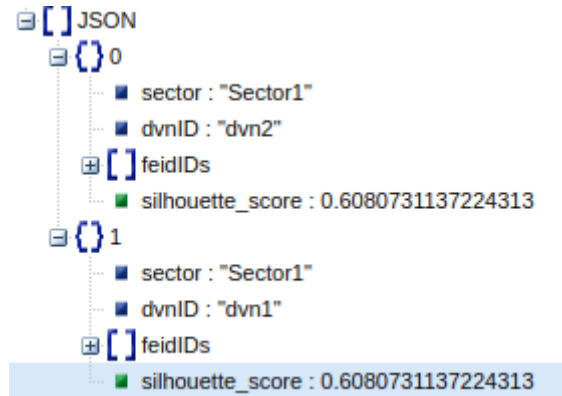 JSON
0
sector : "Sector1"
dvnID : "dvn2"
feidIDs
silhouette_score : 0.6080731137224313
1
sector : "Sector1"
dvnID : "dvn1"
feidIDs
silhouette_score : 0.6080731137224313